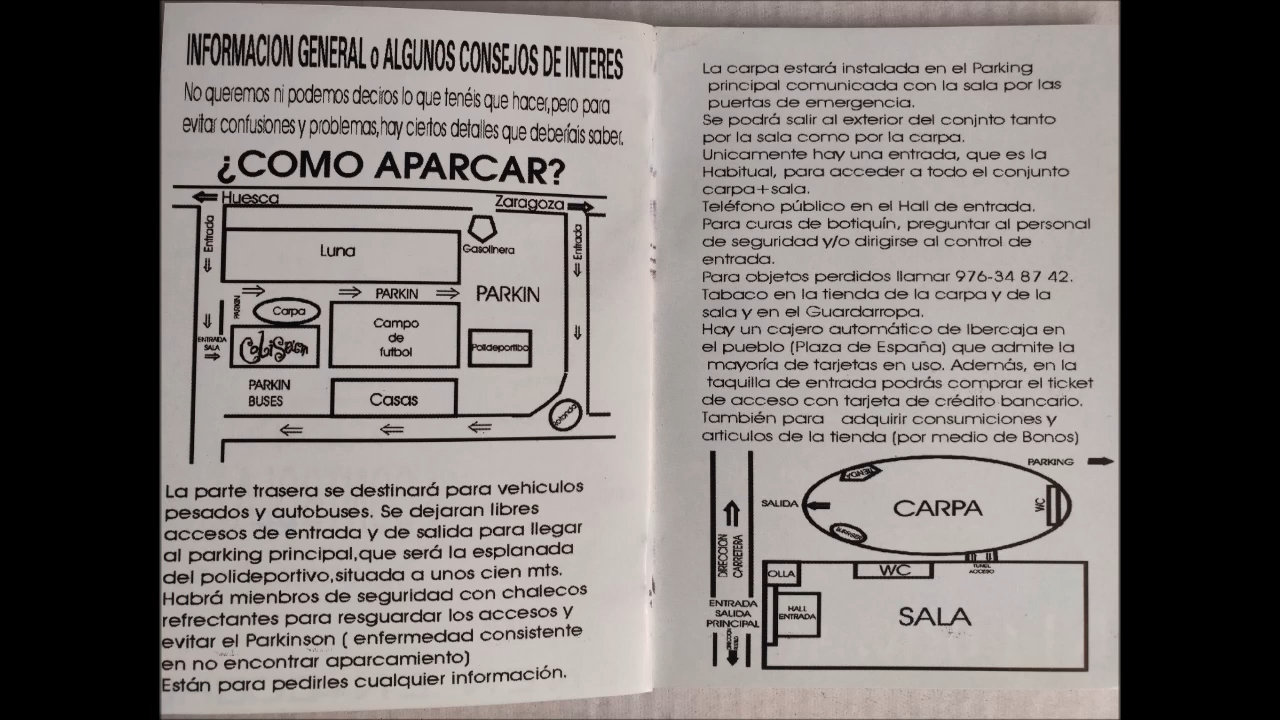 INFORMACION GENERAL o ALGUNOS CONSEJOS DE INTERES
No queremos ni podemos deciros lo que tenéis que hacer,pero para
evitar confusiones y problemas,hay ciertos detalles que deberíais saber.
¿COMO APARCAR?
Huesca
Zaragoza
Entrada
Entrada
Gasolinera
Luna
PARKIN
PARKIN
PARKIN
Carpa
Campo
de
futbol
ENTRADA
SALA
Coliseum
Polideportibo
PARKIN
BUSES
Casas
Rotonda
La parte trasera se destinará para vehiculos
pesados y autobuses. Se dejaran libres
accesos de entrada y de salida para llegar
al parking principal,que será la esplanada
del polideportivo,situada a unos cien mts.
Habrá mienbros de seguridad con chalecos
refrectantes para resguardar los accesos y
evitar el Parkinson ( enfermedad consistente
en no encontrar aparcamiento)
Están para pedirles cualquier información.
La carpa estará instalada en el Parking
principal comunicada con la sala por las
puertas de emergencia.
Se podrá salir al exterior del conjnto tanto
por la sala como por la carpa.
Unicamente hay una entrada, que es la
Habitual, para acceder a todo el conjunto
carpa+sala.
Teléfono público en el Hall de entrada.
Para curas de botiquín, preguntar al personal
de seguridad y/o dirigirse al control de
entrada.
Para objetos perdidos llamar 976-34 87 42.
Tabaco en la tienda de la carpa y de la
sala y en el Guardarropa.
Hay un cajero automático de Ibercaja en
el pueblo (Plaza de España) que admite la
mayoría de tarjetas en uso. Además, en la
taquilla de entrada podrás comprar el ticket
de acceso con tarjeta de crédito bancario.
También para adquirir consumiciones y
articulos de la tienda (por medio de Bonos)
PARKING
TIENDA
SALIDA
CARPA
WC
DIRECCION
CARRETERA
TUNEL
ACCESO
OLLA
WC
ENTRADA
SALIDA
PRINCIPAL
HALL
ENTRADA
SALA
DIRECCION